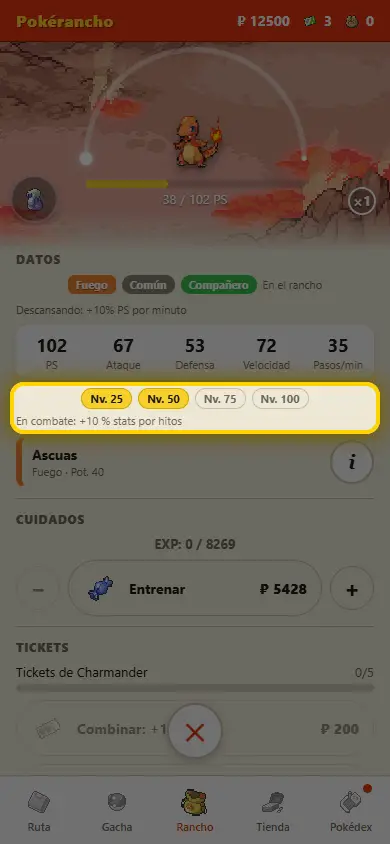 Pokérancho
₽ 12500 3 0
38 / 102 PS
×1
DATOS
Fuego Común Compañero En el rancho
Descansando: +10% PS por minuto
102 67 53 72 35
PS Ataque Defensa Velocidad Pasos/min
Nv. 25 Nv. 50 Nv. 75 Nv. 100
En combate: +10 % stats por hitos
Ascuas
Fuego · Pot. 40
i
CUIDADOS
EXP: 0 / 8269
− Entrenar ₽ 5428 +
TICKETS
Tickets de Charmander 0/5
Combinar: +1 ₽ 200
Ruta Gacha Rancho Tienda Pokédex